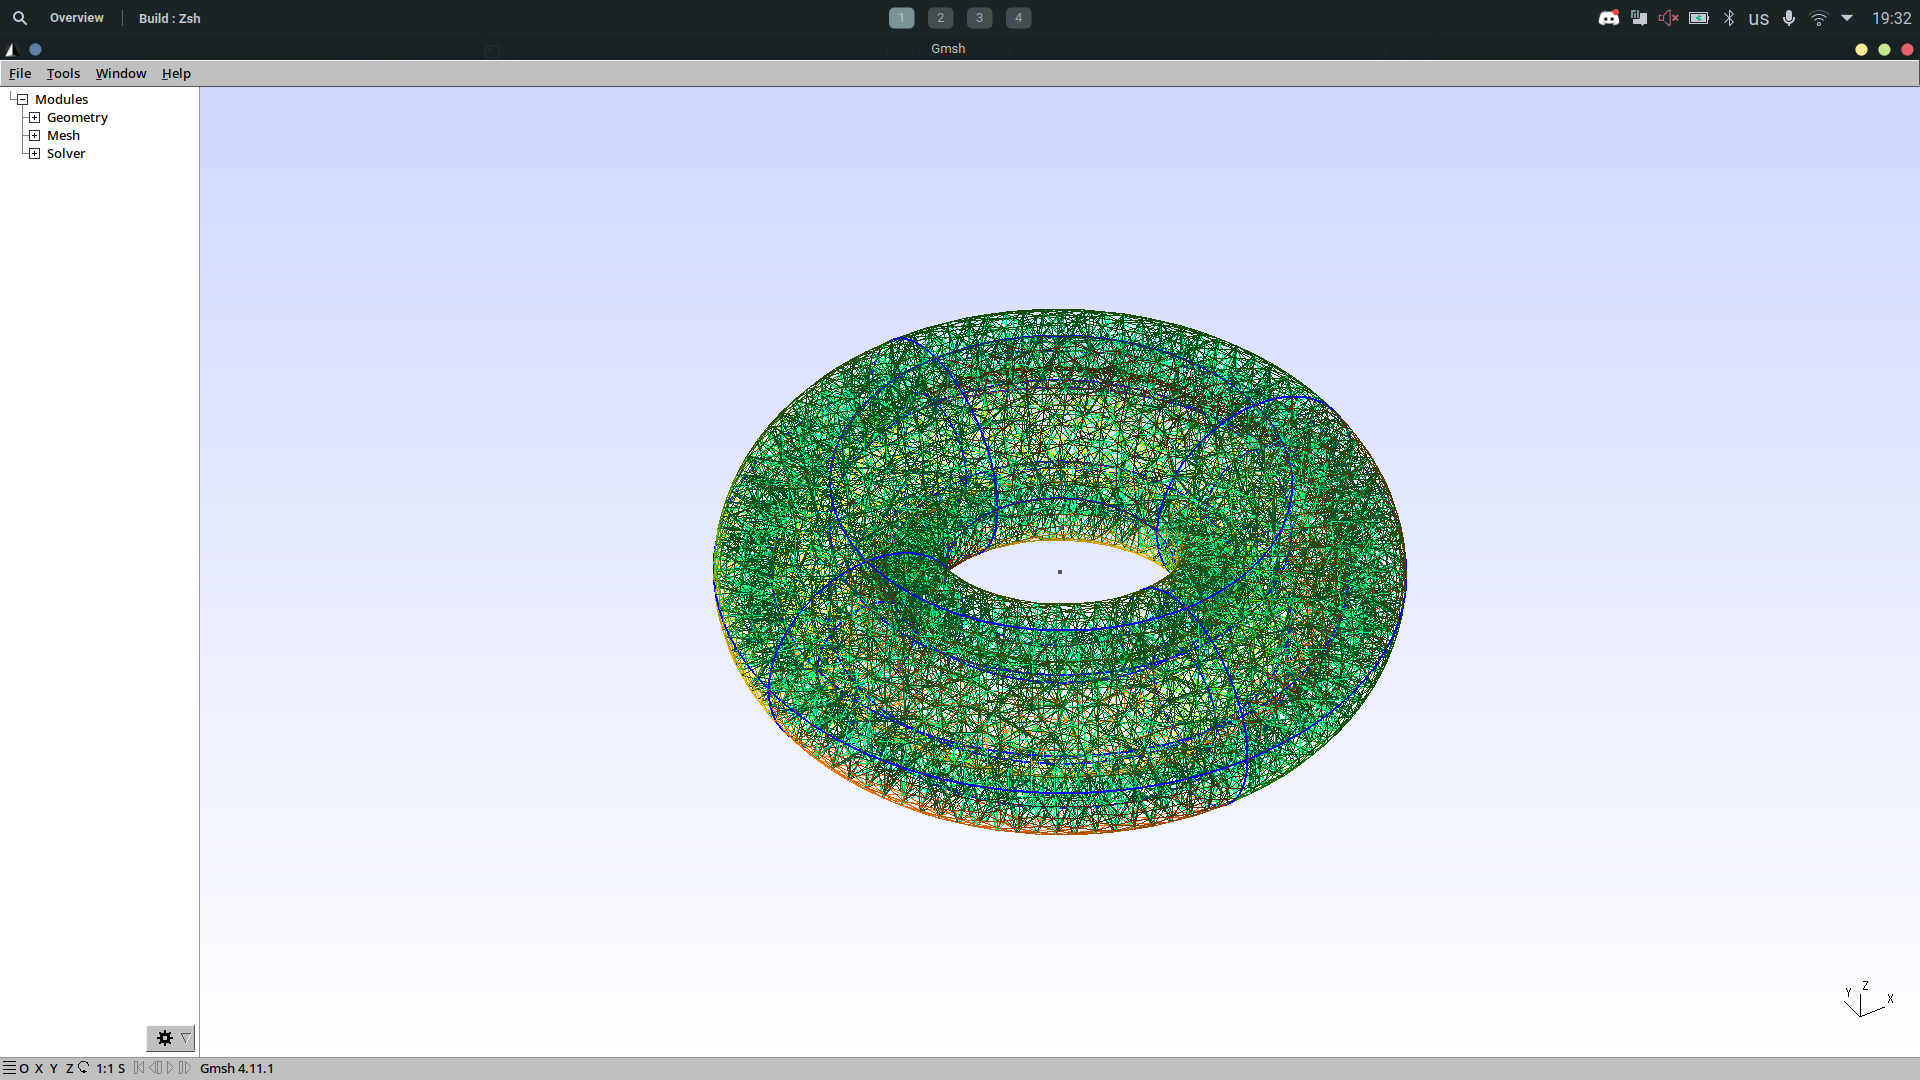 Overview Build : Zsh 1 2 3 4 us 19:32
Gmsh
File Tools Window Help
Modules
Geometry
Mesh
Solver
Z
Y
X
O X Y Z 1:1 S Gmsh 4.11.1